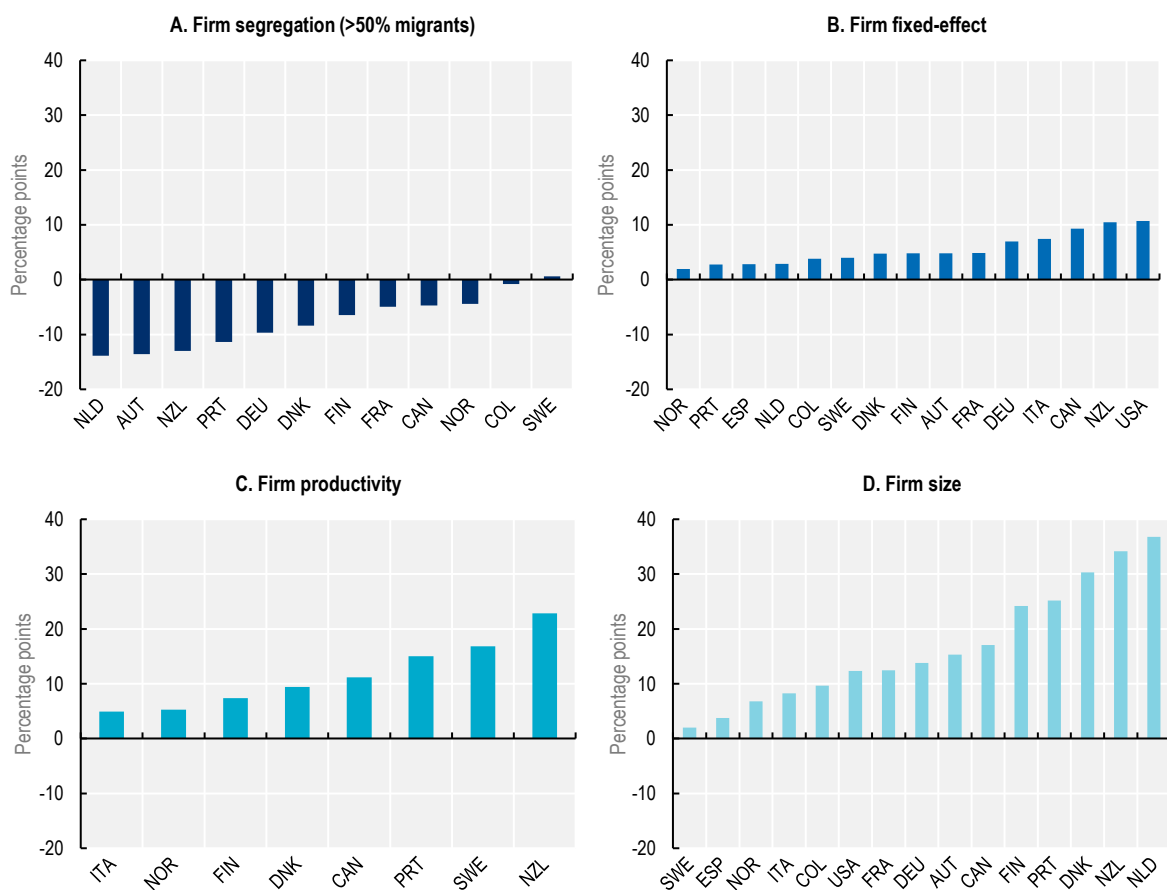 A. Firm segregation (>50% migrants)
Percentage points
40
30
20
10
0
-10
-20
NLD AUT NZL PRT DEU DNK FIN FRA CAN NOR COL SWE
B. Firm fixed-effect
Percentage points
40
30
20
10
0
-10
-20
NOR PRT ESP NLD COL SWE DNK FIN AUT FRA DEU ITA CAN NZL USA
C. Firm productivity
Percentage points
40
30
20
10
0
-10
-20
ITA NOR FIN DNK CAN PRT SWE NZL
D. Firm size
Percentage points
40
30
20
10
0
-10
-20
SWE ESP NOR ITA COL USA FRA DEU AUT CAN FIN PRT DNK NZL NLD